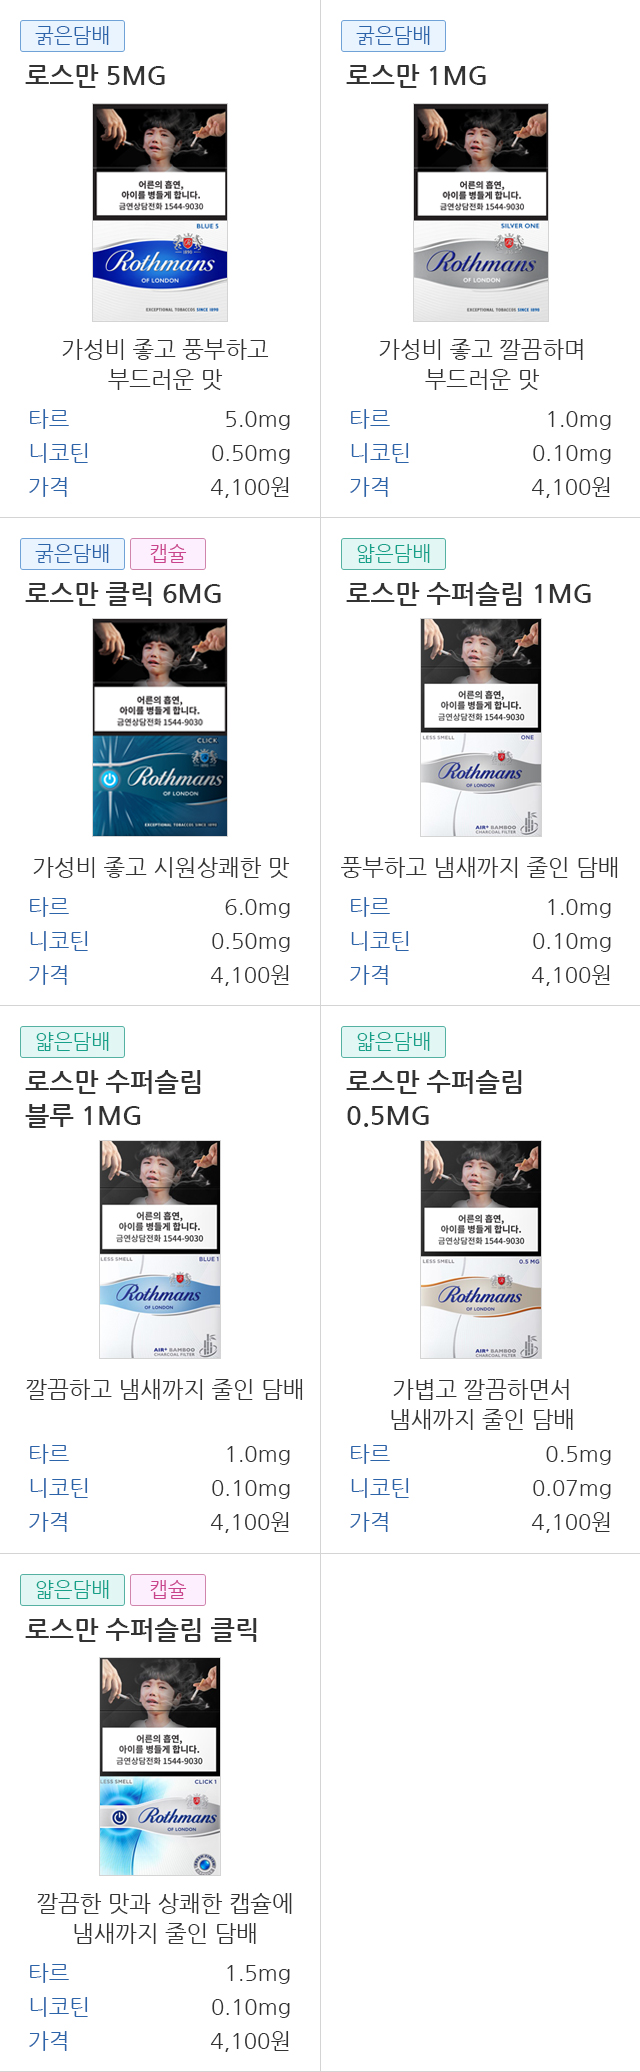 굵은담배
로스만 5MG
어른의 흡연,
아이를 병들게 합니다.
금연상담전화 1544-9030
BLUE 5
1890
Rothmans
OF LONDON
EXCEPTIONAL TOBACCOS SINCE 1890
가성비 좋고 풍부하고
부드러운 맛
타르 5.0mg
니코틴 0.50mg
가격 4,100원
굵은담배
로스만 1MG
어른의 흡연,
아이를 병들게 합니다.
금연상담전화 1544-9030
SILVER ONE
Rothmans
OF LONDON
EXCEPTIONAL TOBACCOS SINCE 1890
가성비 좋고 깔끔하며
부드러운 맛
타르 1.0mg
니코틴 0.10mg
가격 4,100원
굵은담배 캡슐
로스만 클릭 6MG
어른의 흡연,
아이를 병들게 합니다.
금연상담전화 1544-9030
CLICK
Rothmans
OF LONDON
EXCEPTIONAL TOBACCOS SINCE 1890
가성비 좋고 시원상쾌한 맛
타르 6.0mg
니코틴 0.50mg
가격 4,100원
얇은담배
로스만 수퍼슬림 1MG
어른의 흡연,
아이를 병들게 합니다.
금연상담전화 1544-9030
LESS SMELL ONE
Rothmans
OF LONDON
AIR+ BAMBOO
CHARCOAL FILTER
풍부하고 냄새까지 줄인 담배
타르 1.0mg
니코틴 0.10mg
가격 4,100원
얇은담배
로스만 수퍼슬림
블루 1MG
어른의 흡연,
아이를 병들게 합니다.
금연상담전화 1544-9030
LESS SMELL BLUE 1
Rothmans
OF LONDON
AIR+ BAMBOO
CHARCOAL FILTER
깔끔하고 냄새까지 줄인 담배
타르 1.0mg
니코틴 0.10mg
가격 4,100원
얇은담배
로스만 수퍼슬림
0.5MG
어른의 흡연,
아이를 병들게 합니다.
금연상담전화 1544-9030
LESS SMELL 0.5 MG
Rothmans
OF LONDON
AIR+ BAMBOO
CHARCOAL FILTER
가볍고 깔끔하면서
냄새까지 줄인 담배
타르 0.5mg
니코틴 0.07mg
가격 4,100원
얇은담배 캡슐
로스만 수퍼슬림 클릭
어른의 흡연,
아이를 병들게 합니다.
금연상담전화 1544-9030
LESS SMELL CLICK 1
Rothmans
OF LONDON
깔끔한 맛과 상쾌한 캡슐에
냄새까지 줄인 담배
타르 1.5mg
니코틴 0.10mg
가격 4,100원